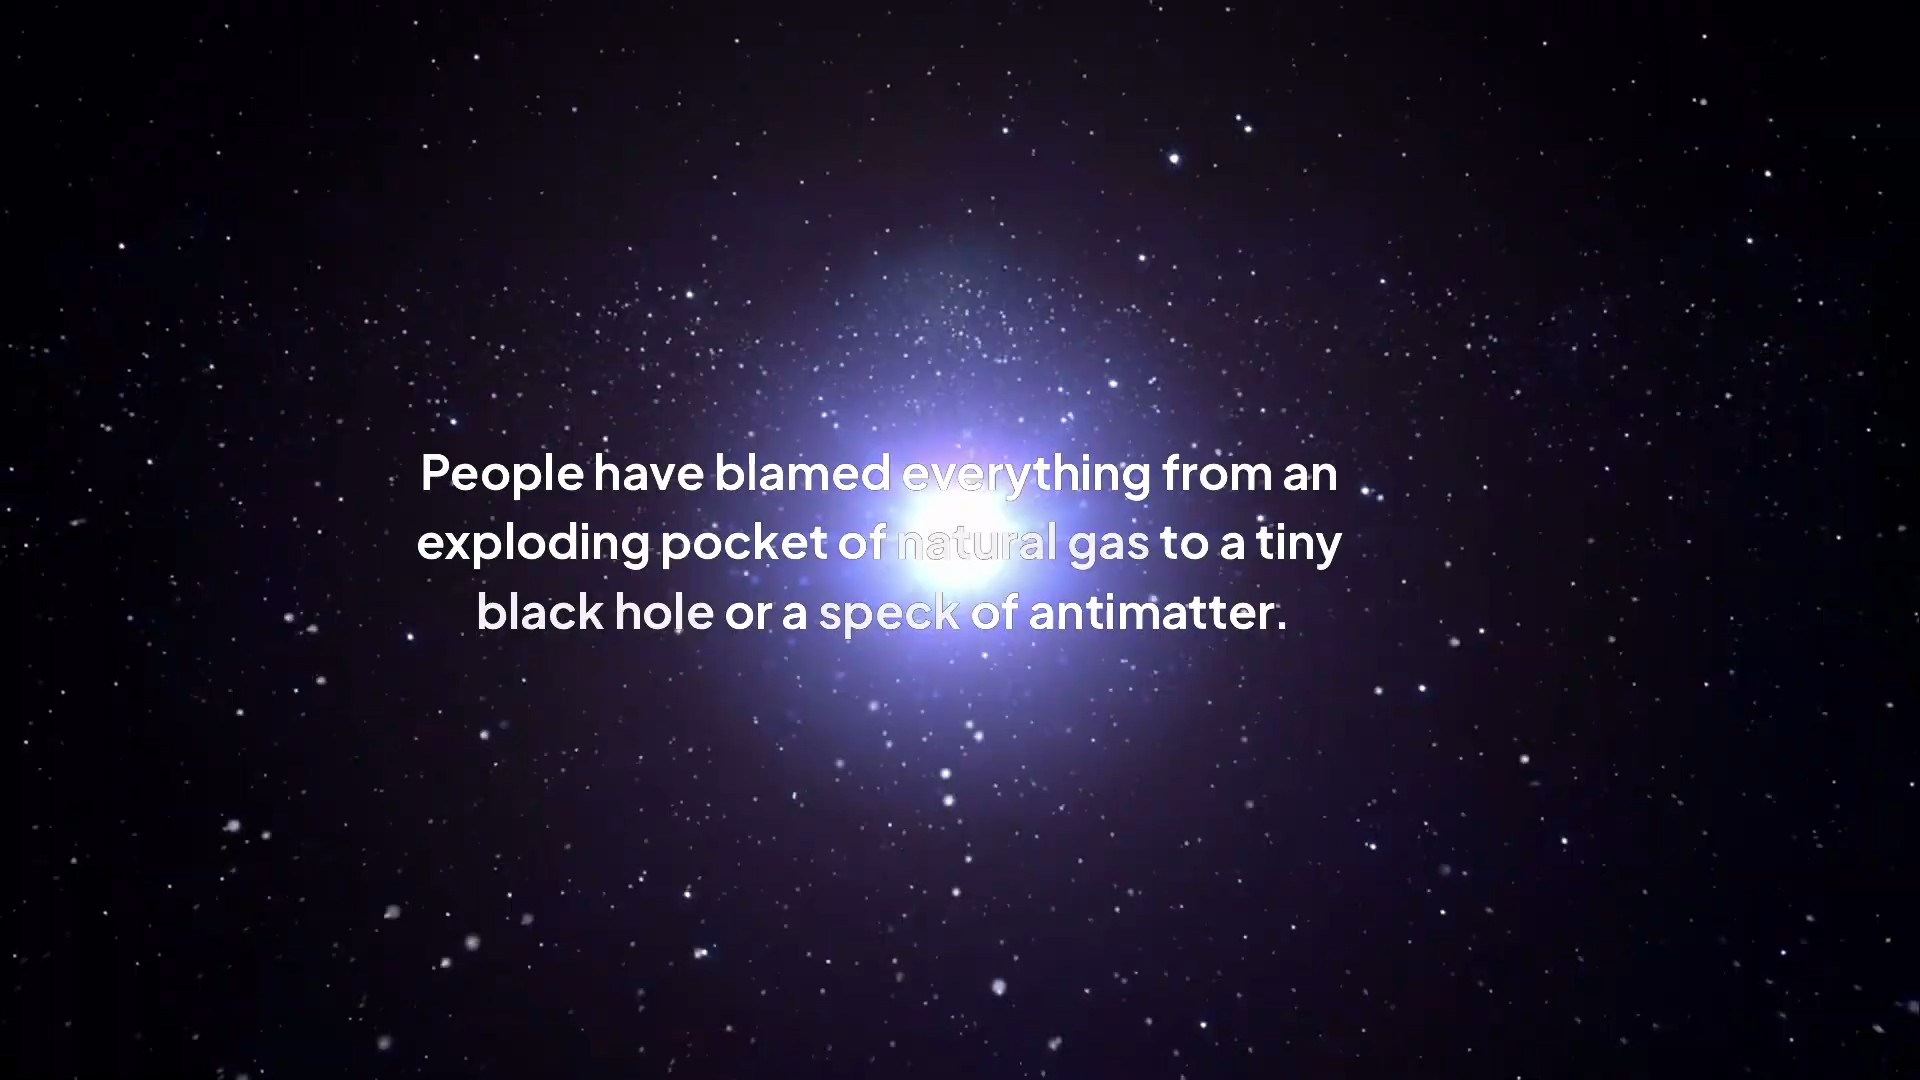 People have blamed everything from an
exploding pocket of natural gas to a tiny
black hole or a speck of antimatter.